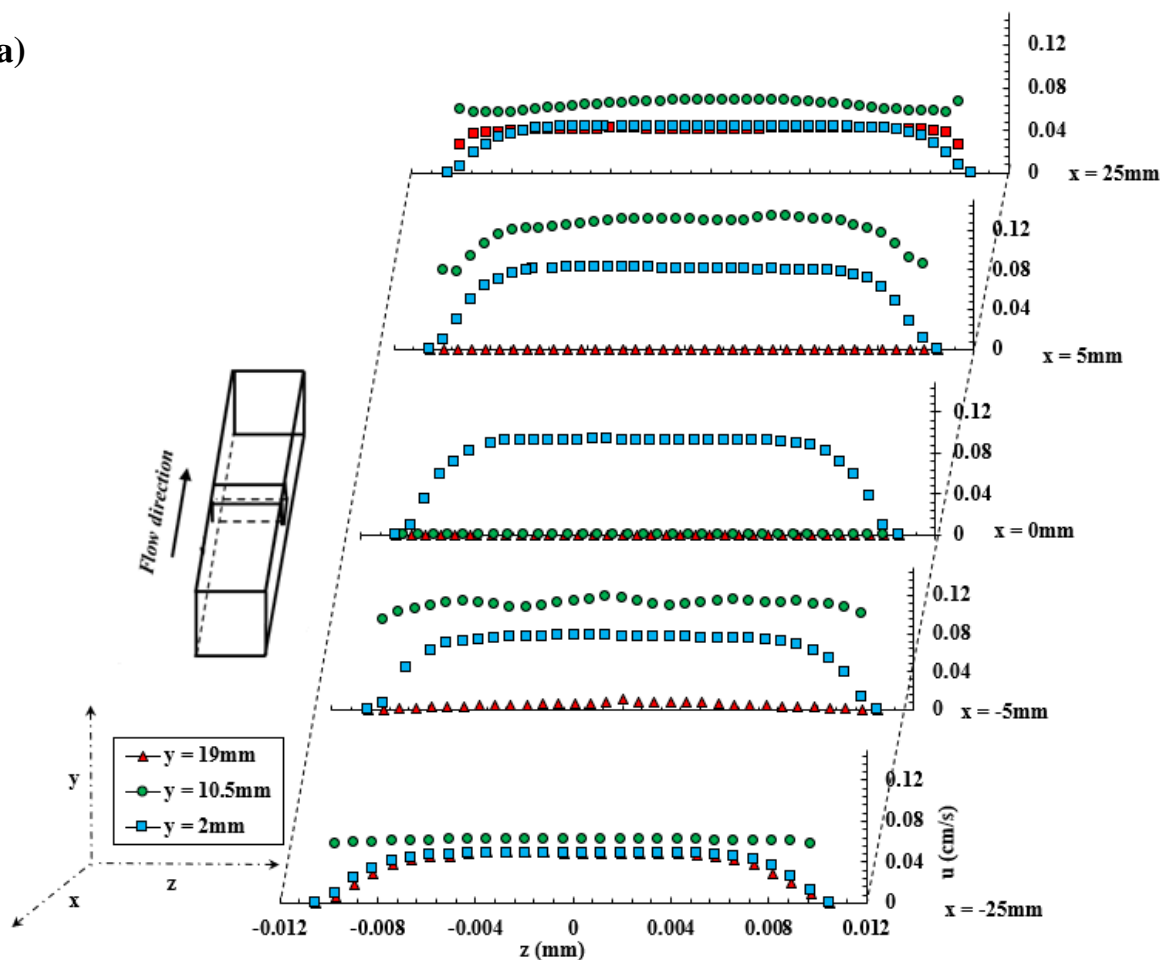 a)
0.12
0.08
0.04
0
x = 25mm
0.12
0.08
0.04
0
x = 5mm
0.12
0.08
0.04
0
x = 0mm
Flow direction
0.12
0.08
0.04
0
x = -5mm
y
z
x
y = 19mm
y = 10.5mm
y = 2mm
0.12
0.08
0.04
0
u (cm/s)
x = -25mm
-0.012 -0.008 -0.004 0 0.004 0.008 0.012
z (mm)